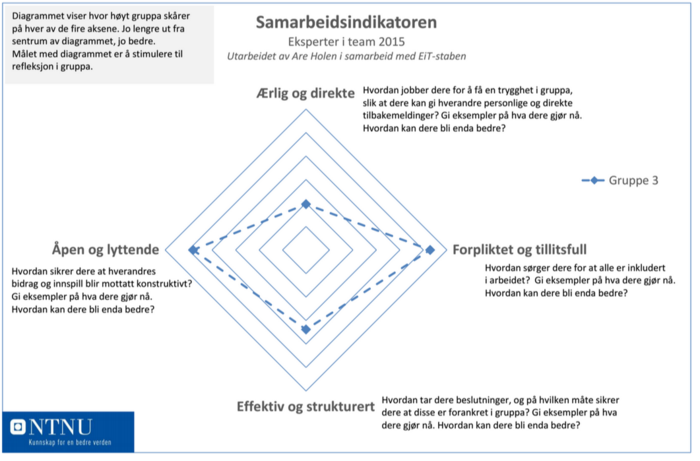 Diagrammet viser hvor høyt gruppa skårer
på hver av de fire aksene. Jo lengre ut fra
sentrum av diagrammet, jo bedre.
Målet med diagrammet er å stimulere til
refleksjon i gruppa.
Samarbeidsindikatoren
Eksperter i team 2015
Utarbeidet av Are Holen i samarbeid med EiT-staben
Ærlig og direkte
Hvordan jobber dere for å få en trygghet i gruppa,
slik at dere kan gi hverandre personlige og direkte
tilbakemeldinger? Gi eksempler på hva dere gjør nå.
Hvordan kan dere bli enda bedre?
Gruppe 3
Åpen og lyttende
Hvordan sikrer dere at hverandres
bidrag og innspill blir mottatt konstruktivt?
Gi eksempler på hva dere gjør nå.
Hvordan kan dere bli enda bedre?
Forpliktet og tillitsfull
Hvordan sørger dere for at alle er inkludert
i arbeidet? Gi eksempler på hva dere gjør nå.
Hvordan kan dere bli enda bedre?
Effektiv og strukturert
Hvordan tar dere beslutninger, og på hvilken måte sikrer
dere at disse er forankret i gruppa? Gi eksempler på hva
dere gjør nå. Hvordan kan dere bli enda bedre?
NTNU
Kunnskap for en bedre verden